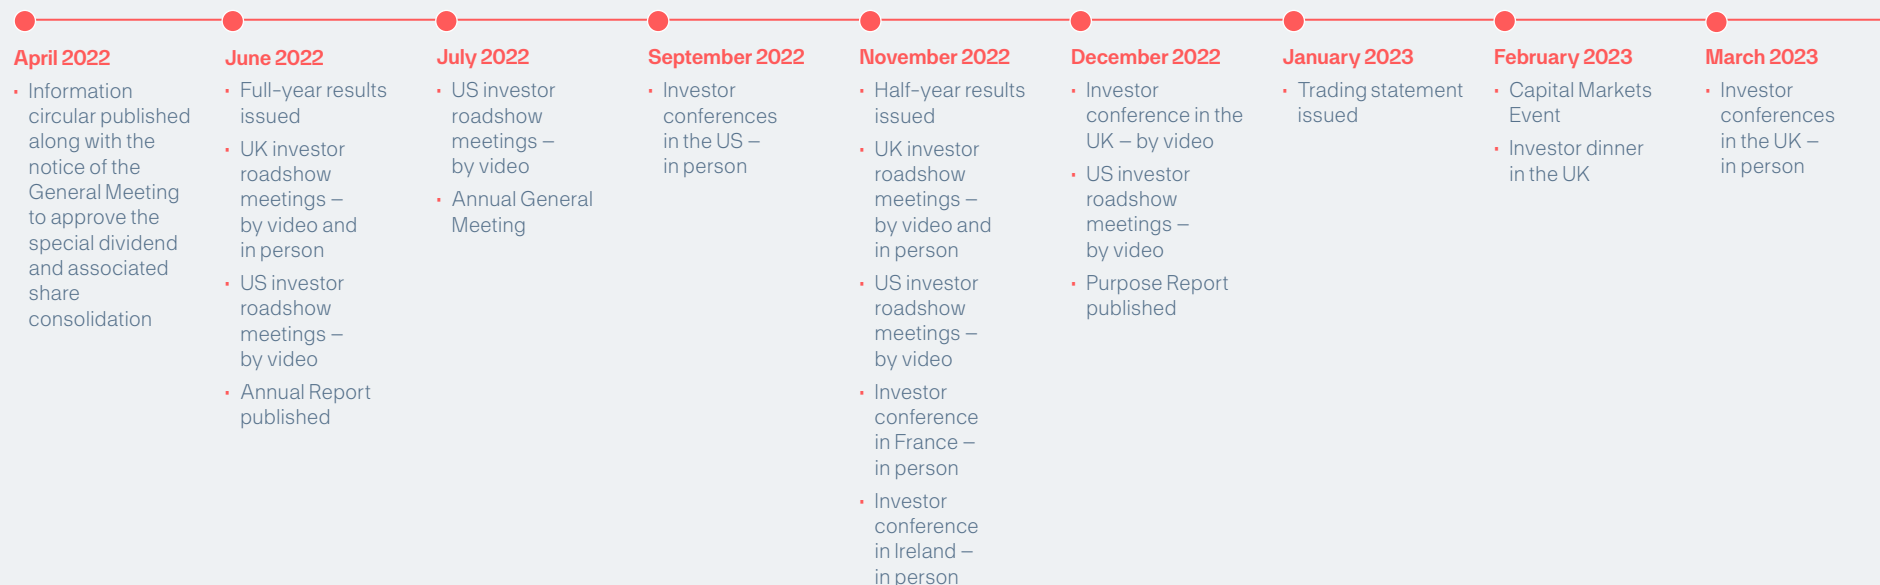 April 2022
· Information
circular published
along with the
notice of the
General Meeting
to approve the
special dividend
and associated
share
consolidation
June 2022
· Full-year results
issued
· UK investor
roadshow
meetings –
by video and
in person
· US investor
roadshow
meetings –
by video
· Annual Report
published
July 2022
· US investor
roadshow
meetings –
by video
· Annual General
Meeting
September 2022
· Investor
conferences
in the US –
in person
November 2022
· Half-year results
issued
· UK investor
roadshow
meetings –
by video and
in person
· US investor
roadshow
meetings –
by video
· Investor
conference
in France –
in person
· Investor
conference
in Ireland –
in person
December 2022
· Investor
conference in the
UK – by video
· US investor
roadshow
meetings –
by video
· Purpose Report
published
January 2023
· Trading statement
issued
February 2023
· Capital Markets
Event
· Investor dinner
in the UK
March 2023
· Investor
conferences
in the UK –
in person